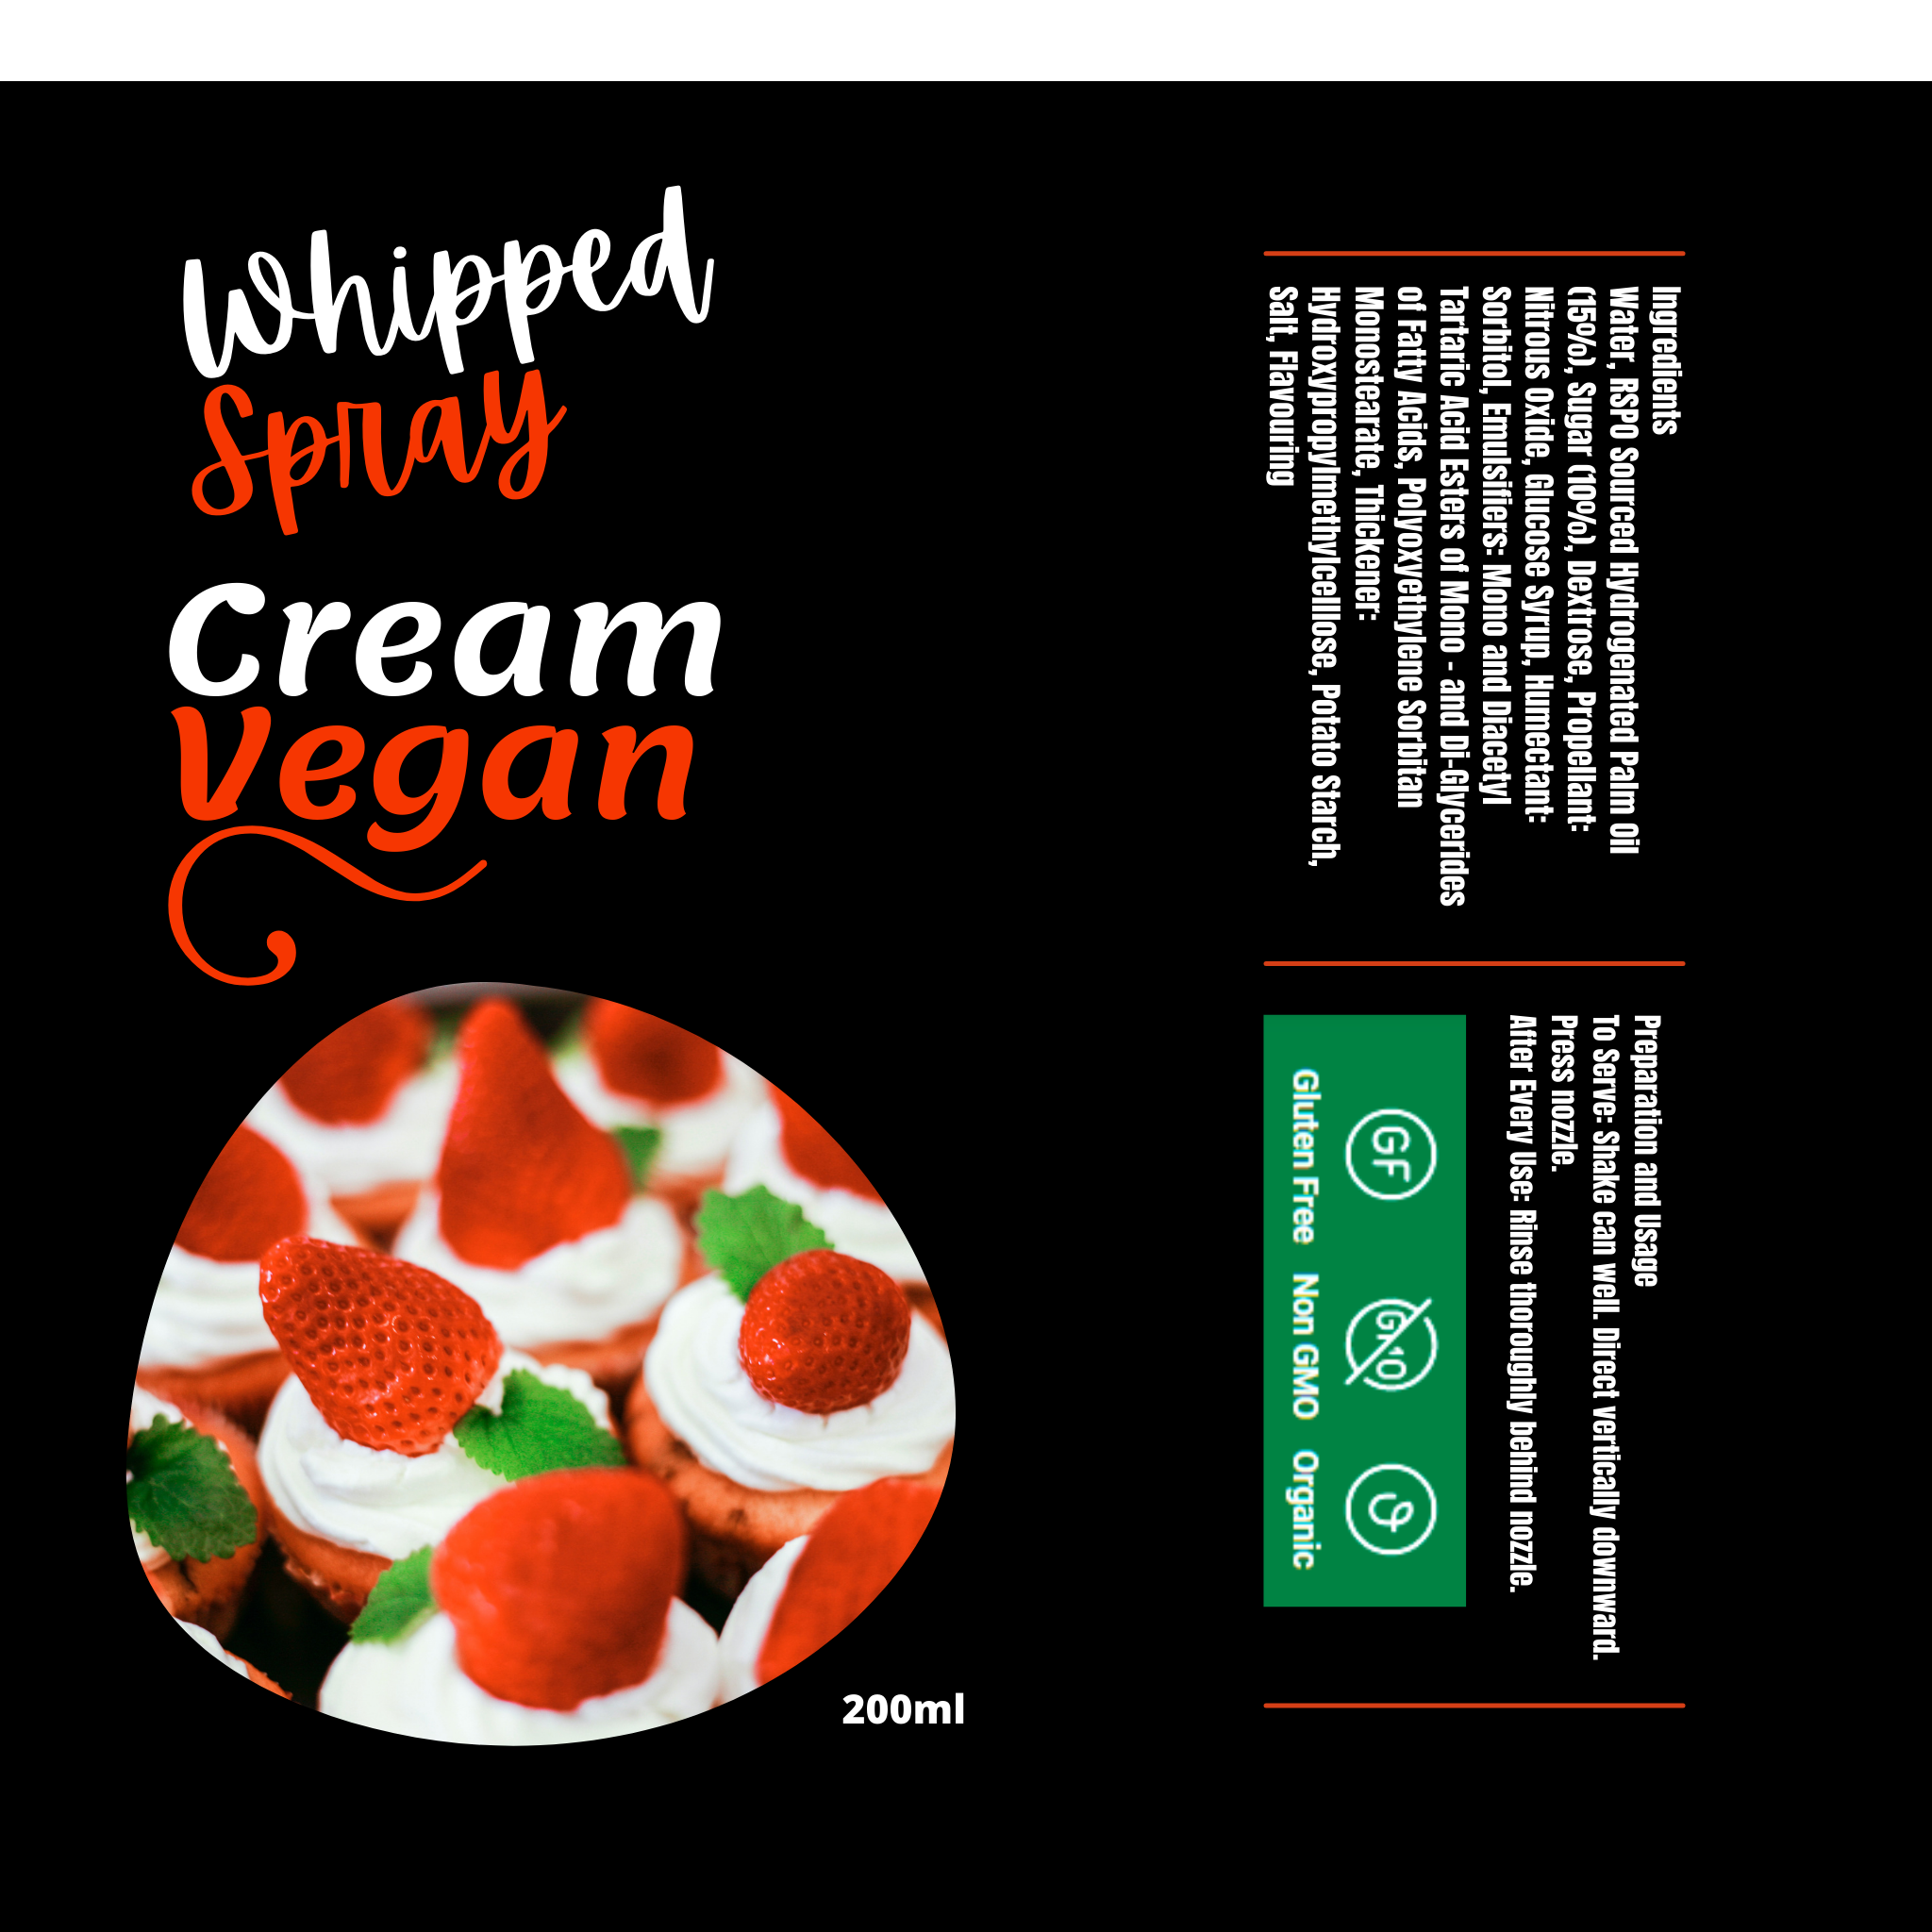 Whipped
Spray
Cream
Vegan
200ml
Ingredients
Water, RSPO Sourced Hydrogenated Palm Oil
(15%), Sugar (10%), Dextrose, Propellant:
Nitrous Oxide, Glucose Syrup, Humectant:
Sorbitol, Emulsifiers: Mono and Diacetyl
Tartaric Acid Esters of Mono - and Di-Glycerides
of Fatty Acids, Polyoxyethylene Sorbitan
Monostearate, Thickener:
Hydroxypropylmethylcelllose, Potato Starch,
Salt, Flavouring
Preparation and Usage
To Serve: Shake can well. Direct vertically downward.
Press nozzle.
After Every Use: Rinse thoroughly behind nozzle.
GF
GMO
Gluten Free Non GMO Organic